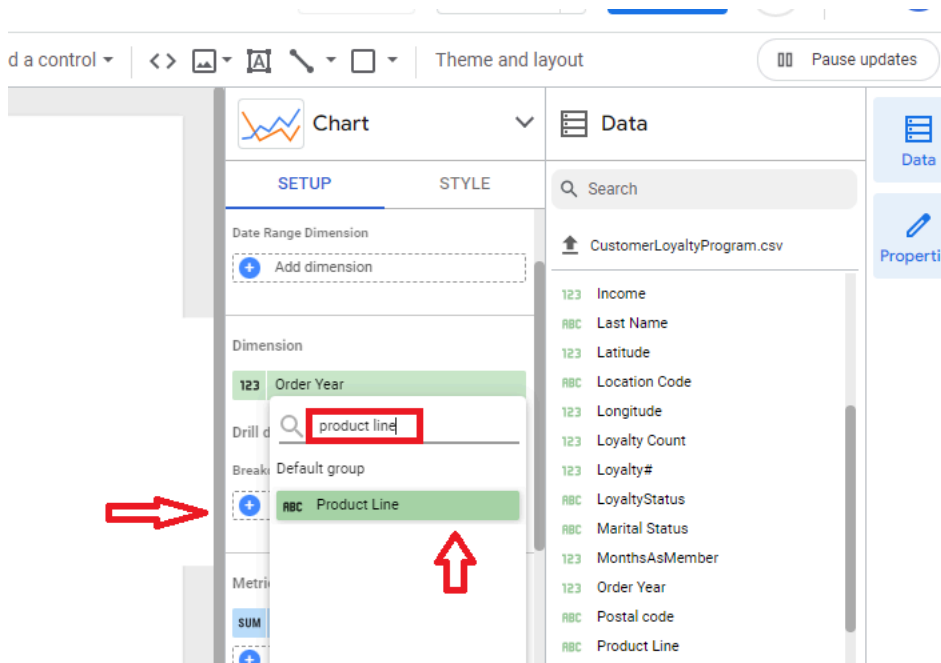 d a control
Theme and layout
Pause updates
Chart
SETUP
STYLE
Date Range Dimension
Add dimension
Dimension
123 Order Year
Drill d
product line
Break
Default group
ABC Product Line
Metri
SUM
Data
Search
CustomerLoyaltyProgram.csv
123 Income
ABC Last Name
123 Latitude
ABC Location Code
123 Longitude
123 Loyalty Count
123 Loyalty#
ABC LoyaltyStatus
ABC Marital Status
123 MonthsAsMember
123 Order Year
ABC Postal code
ABC Product Line
Data
Properti